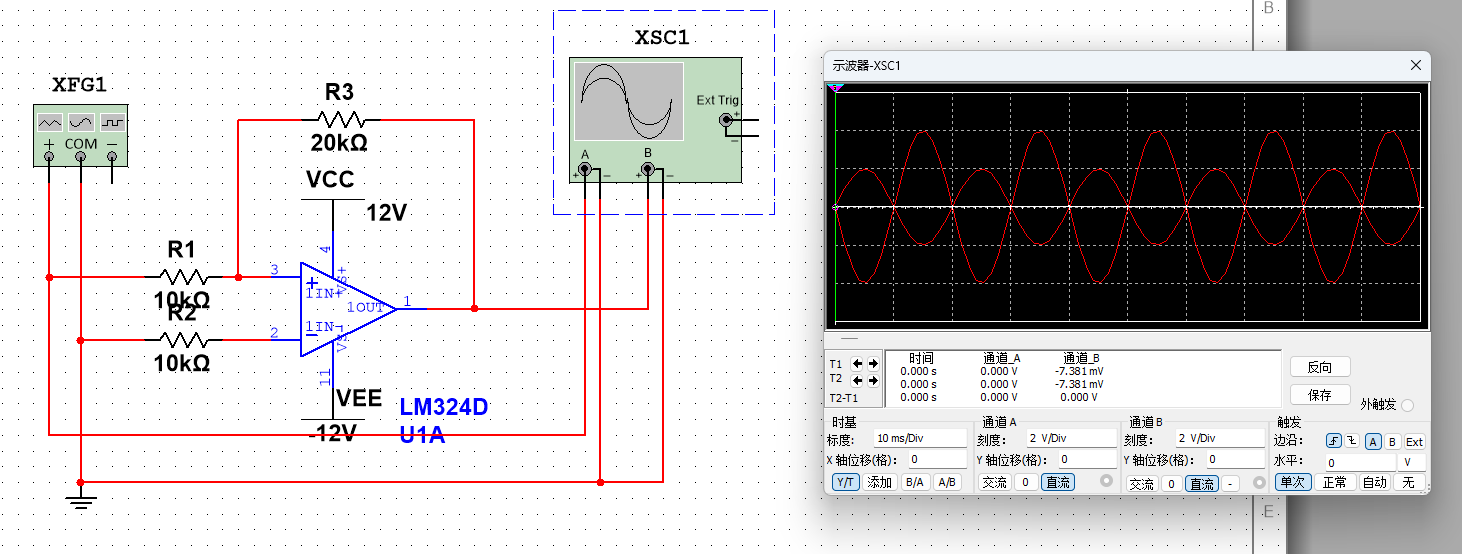 B
XSC1
Ext Trig
+
−
A
B
+
−
+
−
XFG1
+
COM
−
R3
20kΩ
VCC
12V
4
VS+
R1
10kΩ
3
+
1IN+
1OUT
1
R2
10kΩ
2
1IN-
−
VS-
11
VEE
-12V
LM324D
U1A
E
示波器-XSC1
时间
通道_A
通道_B
T1
0.000 s
0.000 V
-7.381 mV
T2
0.000 s
0.000 V
-7.381 mV
T2-T1
0.000 s
0.000 V
0.000 V
反向
保存
外触发
时基
标度:
10 ms/Div
X 轴位移(格):
0
Y/T
添加
B/A
A/B
通道 A
刻度:
2 V/Div
Y 轴位移(格):
0
交流
0
直流
通道 B
刻度:
2 V/Div
Y 轴位移(格):
0
交流
0
直流
-
触发
边沿:
A
B
Ext
水平:
0
V
单次
正常
自动
无